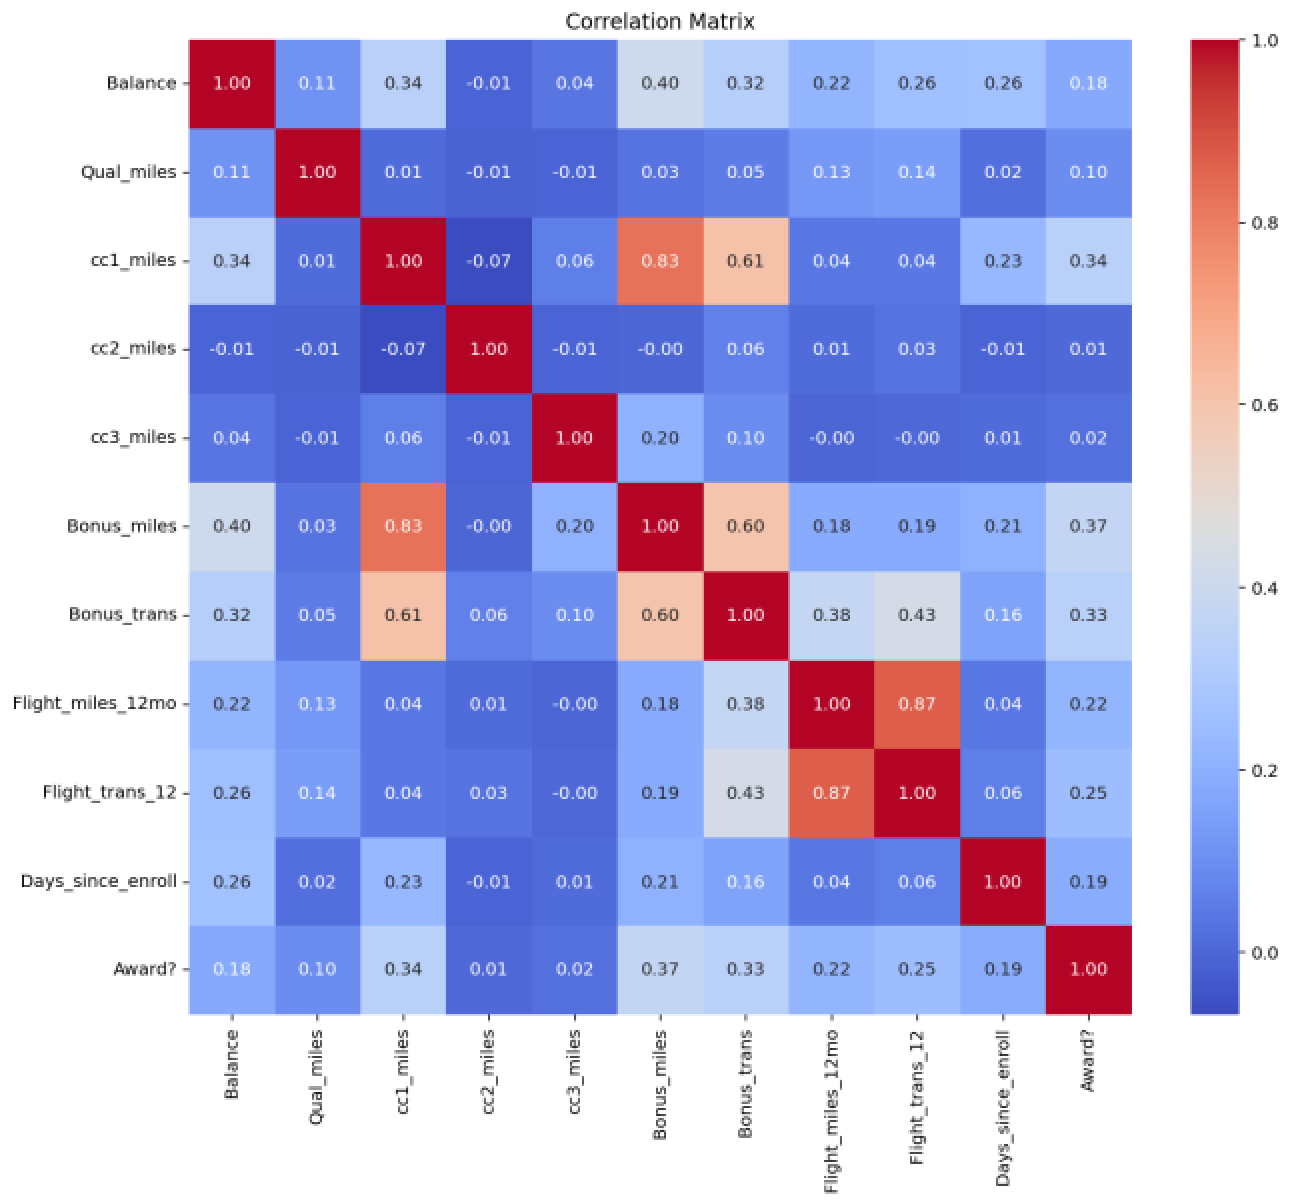 Correlation Matrix
Balance 1.00 0.11 0.34 -0.01 0.04 0.40 0.32 0.22 0.26 0.26 0.18
Qual_miles 0.11 1.00 0.01 -0.01 -0.01 0.03 0.05 0.13 0.14 0.02 0.10
cc1_miles 0.34 0.01 1.00 -0.07 0.06 0.83 0.61 0.04 0.04 0.23 0.34
cc2_miles -0.01 -0.01 -0.07 1.00 -0.01 -0.00 0.06 0.01 0.03 -0.01 0.01
cc3_miles 0.04 -0.01 0.06 -0.01 1.00 0.20 0.10 -0.00 -0.00 0.01 0.02
Bonus_miles 0.40 0.03 0.83 -0.00 0.20 1.00 0.60 0.18 0.19 0.21 0.37
Bonus_trans 0.32 0.05 0.61 0.06 0.10 0.60 1.00 0.38 0.43 0.16 0.33
Flight_miles_12mo 0.22 0.13 0.04 0.01 -0.00 0.18 0.38 1.00 0.87 0.04 0.22
Flight_trans_12 0.26 0.14 0.04 0.03 -0.00 0.19 0.43 0.87 1.00 0.06 0.25
Days_since_enroll 0.26 0.02 0.23 -0.01 0.01 0.21 0.16 0.04 0.06 1.00 0.19
Award? 0.18 0.10 0.34 0.01 0.02 0.37 0.33 0.22 0.25 0.19 1.00
Balance
Qual_miles
cc1_miles
cc2_miles
cc3_miles
Bonus_miles
Bonus_trans
Flight_miles_12mo
Flight_trans_12
Days_since_enroll
Award?
1.0
0.8
0.6
0.4
0.2
0.0